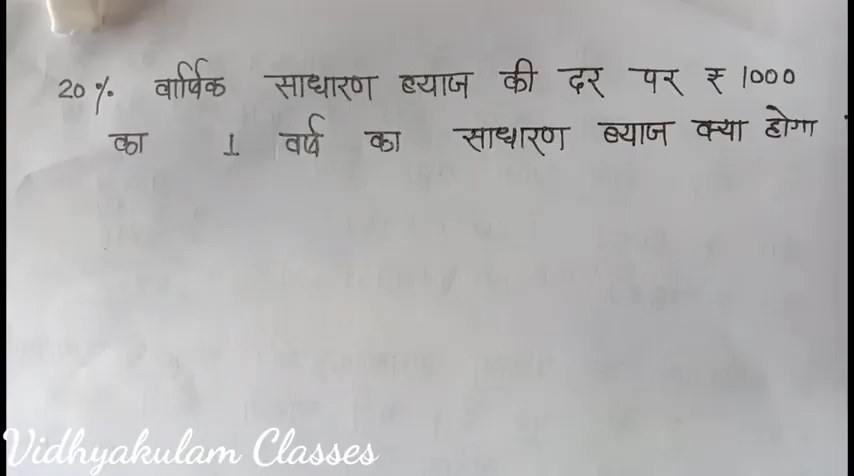 20 % वार्षिक साधारण ब्याज की दर पर ₹ 1000
का 1 वर्ष का साधारण ब्याज क्या होगा
Vidhyakulam Classes